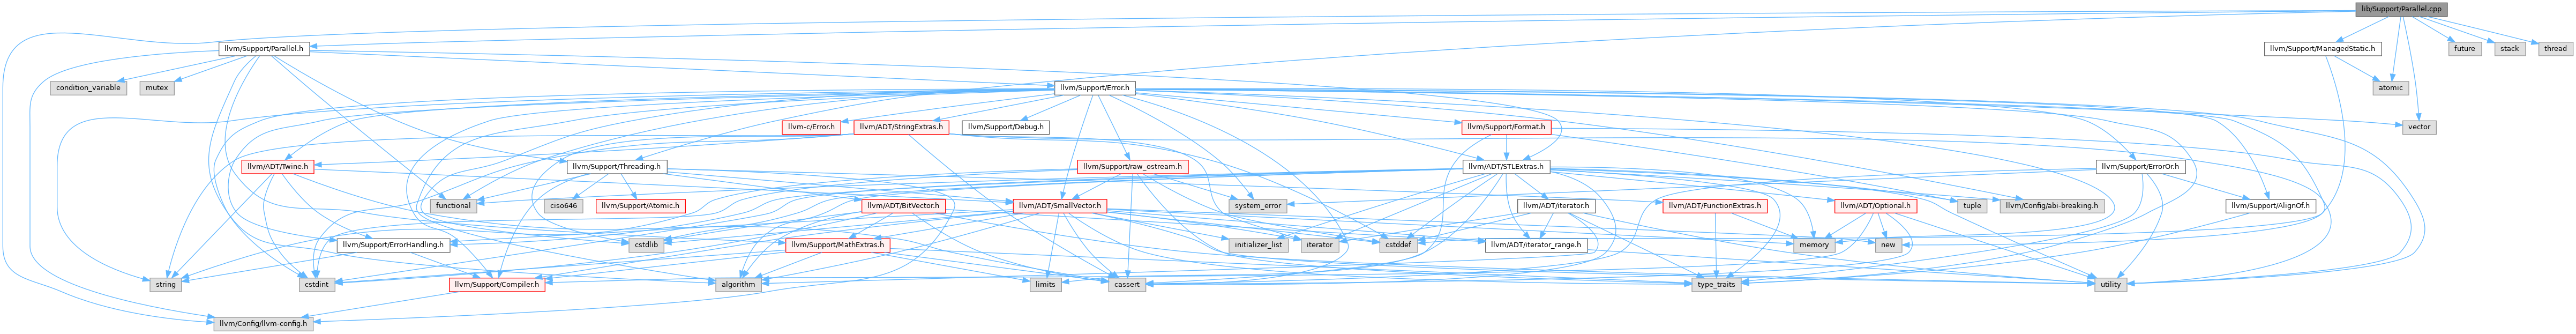 lib/Support/Parallel.cpp
llvm/Support/Parallel.h
llvm/Support/ManagedStatic.h
future
stack
thread
condition_variable
mutex
llvm/Support/Error.h
atomic
llvm-c/Error.h
llvm/ADT/StringExtras.h
llvm/Support/Debug.h
llvm/Support/Format.h
vector
llvm/ADT/Twine.h
llvm/Support/Threading.h
llvm/Support/raw_ostream.h
llvm/ADT/STLExtras.h
llvm/Support/ErrorOr.h
functional
ciso646
llvm/Support/Atomic.h
llvm/ADT/BitVector.h
llvm/ADT/SmallVector.h
system_error
llvm/ADT/iterator.h
llvm/ADT/FunctionExtras.h
llvm/ADT/Optional.h
tuple
llvm/Config/abi-breaking.h
llvm/Support/AlignOf.h
llvm/Support/ErrorHandling.h
cstdlib
llvm/Support/MathExtras.h
initializer_list
iterator
cstddef
llvm/ADT/iterator_range.h
memory
new
string
cstdint
llvm/Support/Compiler.h
algorithm
limits
cassert
type_traits
utility
llvm/Config/llvm-config.h